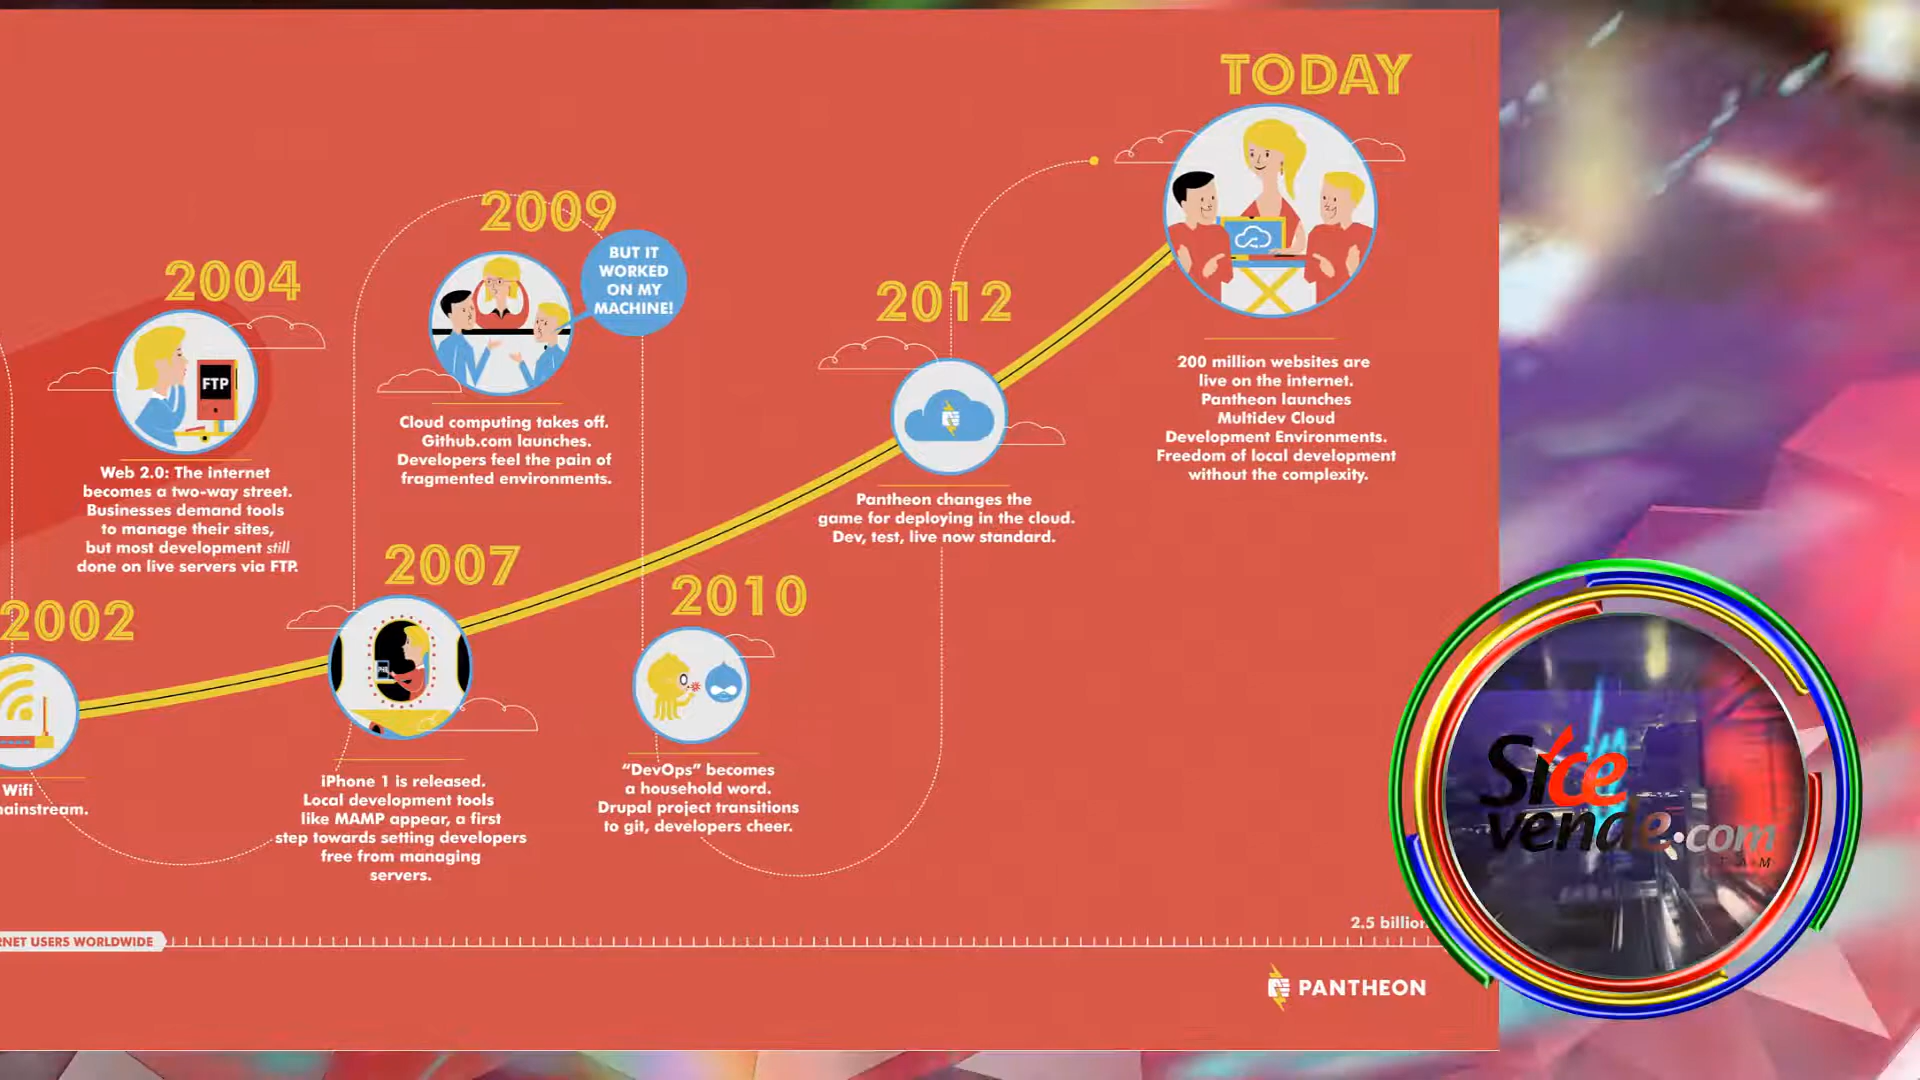 TODAY
200 million websites are
live on the internet.
Pantheon launches
Multidev Cloud
Development Environments.
Freedom of local development
without the complexity.
2009
BUT IT
WORKED
ON MY
MACHINE!
Cloud computing takes off.
Github.com launches.
Developers feel the pain of
fragmented environments.
2004
FTP
Web 2.0: The internet
becomes a two-way street.
Businesses demand tools
to manage their sites,
but most development still
done on live servers via FTP.
2012
Pantheon changes the
game for deploying in the cloud.
Dev, test, live now standard.
2007
iPhone 1 is released.
Local development tools
like MAMP appear, a first
step towards setting developers
free from managing
servers.
2010
“DevOps” becomes
a household word.
Drupal project transitions
to git, developers cheer.
2002
Wifi
ainstream.
2.5 billion
RNET USERS WORLDWIDE
PANTHEON
Sice
vende.com
TEAM